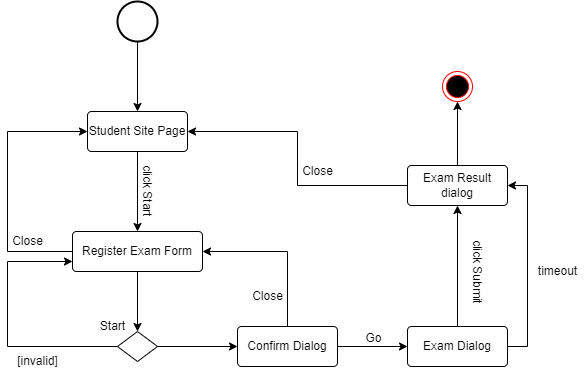 Student Site Page
click Start
Close
Register Exam Form
Start
[invalid]
Close
Confirm Dialog
Go
Exam Dialog
click Submit
timeout
Exam Result
dialog
Close